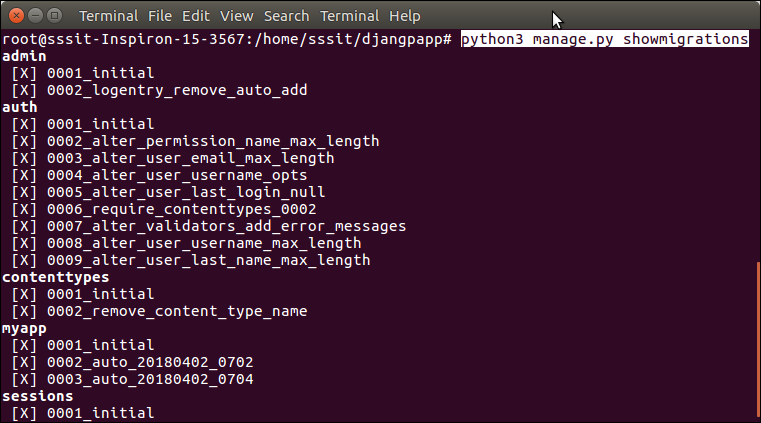 Terminal File Edit View Search Terminal Help
root@sssit-Inspiron-15-3567:/home/sssit/djangpapp# python3 manage.py showmigrations
admin
[X] 0001_initial
[X] 0002_logentry_remove_auto_add
auth
[X] 0001_initial
[X] 0002_alter_permission_name_max_length
[X] 0003_alter_user_email_max_length
[X] 0004_alter_user_username_opts
[X] 0005_alter_user_last_login_null
[X] 0006_require_contenttypes_0002
[X] 0007_alter_validators_add_error_messages
[X] 0008_alter_user_username_max_length
[X] 0009_alter_user_last_name_max_length
contenttypes
[X] 0001_initial
[X] 0002_remove_content_type_name
myapp
[X] 0001_initial
[X] 0002_auto_20180402_0702
[X] 0003_auto_20180402_0704
sessions
[X] 0001_initial